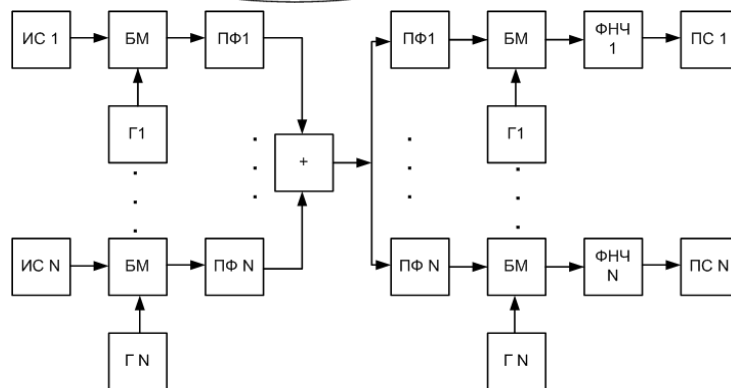 ИС 1
БМ
ПФ1
ПФ1
БМ
ФНЧ
1
ПС 1
Г1
Г1
+
ИС N
БМ
ПФ N
ПФ N
БМ
ФНЧ
N
ПС N
Г N
Г N